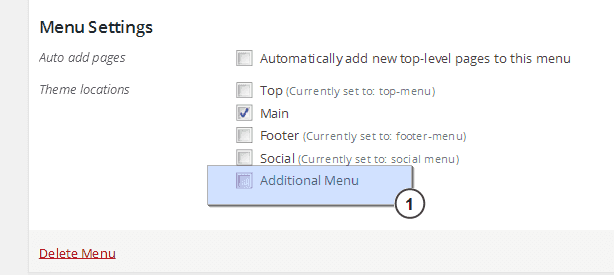 Menu Settings
Auto add pages Automatically add new top-level pages to this menu
Theme locations Top (Currently set to: top-menu)
Main
Footer (Currently set to: footer-menu)
Social (Currently set to: social menu)
Additional Menu
1
Delete Menu